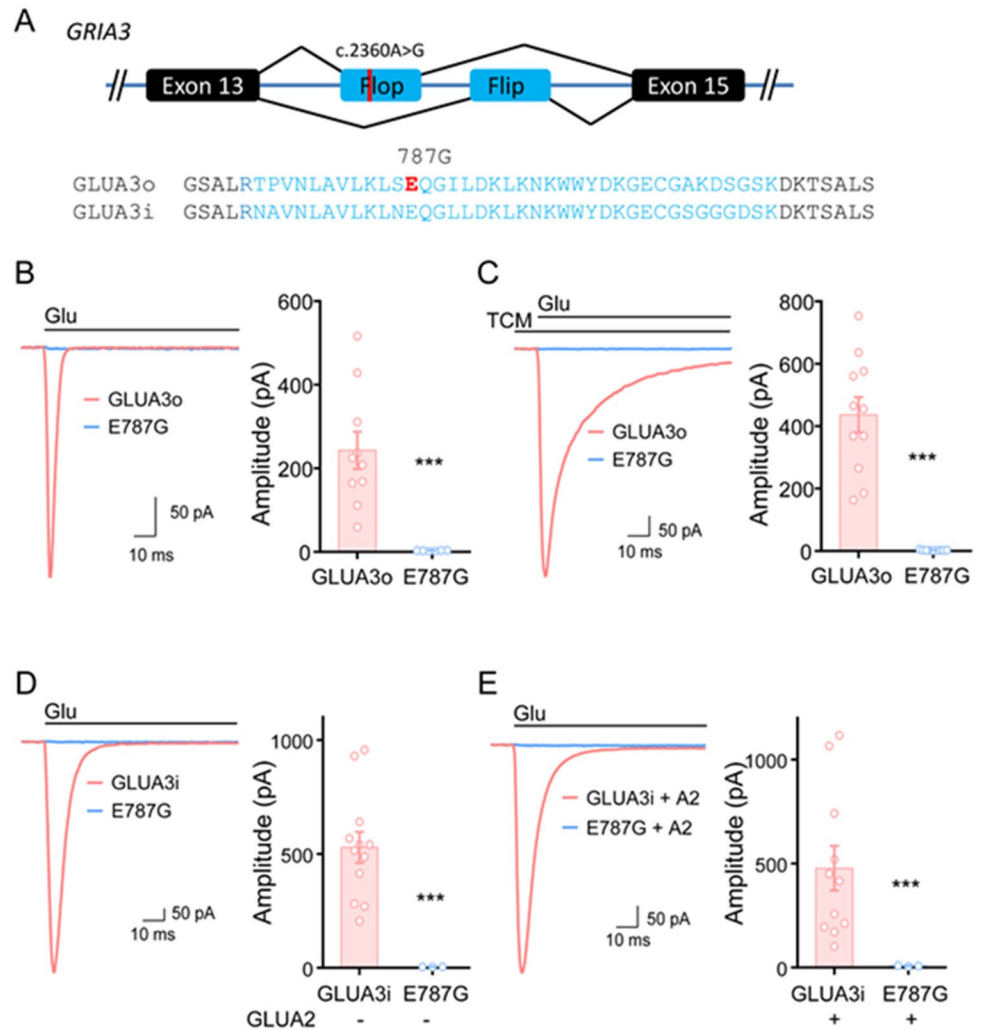 A
GRIA3
c.2360A>G
Exon 13 Flop Flip Exon 15
787G
GLUA3o GSALRTPVNLAVLKLSEQGILDKLKNKWWYDKGECGAKDSGSKDKTSALS
GLUA3i GSALRNAVNLAVLKLNEQGLLDKLKNKWWYDKGECGSGGGDSKDKTSALS
B
Glu
GLUA3o
E787G
50 pA
10 ms
Amplitude (pA)
600
400
200
0
***
GLUA3o E787G
C
Glu
TCM
GLUA3o
E787G
50 pA
10 ms
Amplitude (pA)
800
600
400
200
0
***
GLUA3o E787G
D
Glu
GLUA3i
E787G
50 pA
10 ms
Amplitude (pA)
1000
500
0
***
GLUA3i E787G
GLUA2 - -
E
Glu
GLUA3i + A2
E787G + A2
50 pA
10 ms
Amplitude (pA)
1000
500
0
***
GLUA3i E787G
+ +